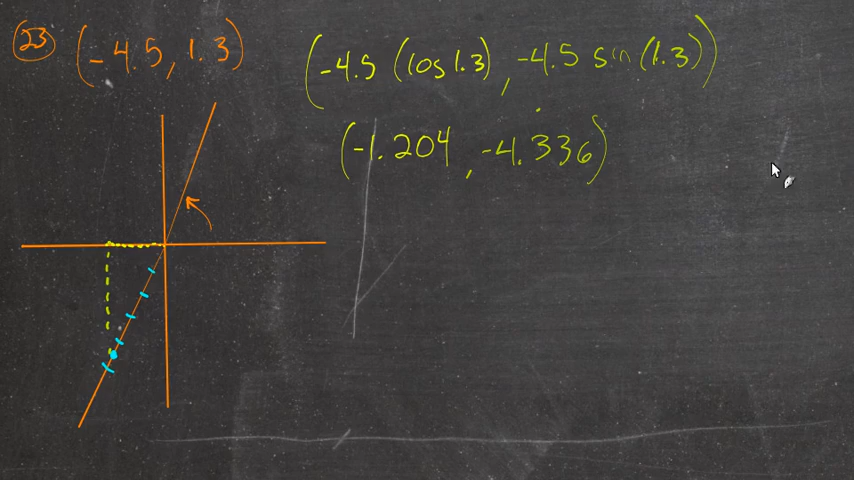 23 (-4.5, 1.3)
(-4.5 (cos 1.3), -4.5 sin (1.3))
(-1.204, -4.336)